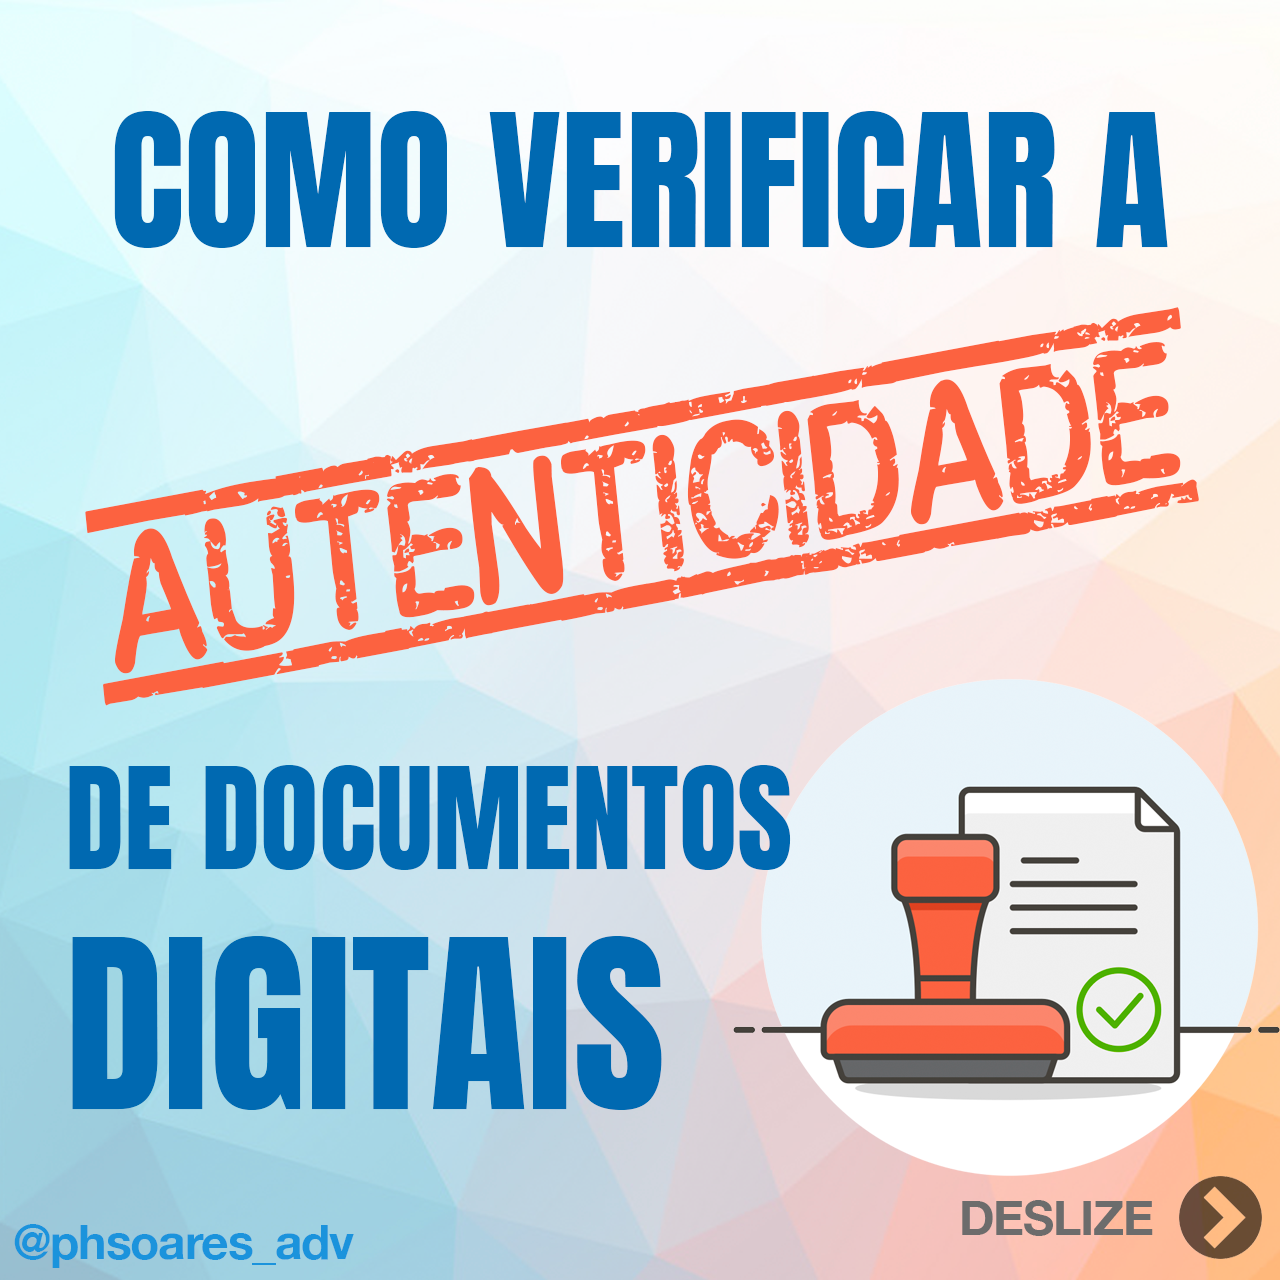 COMO VERIFICAR A
AUTENTICIDADE
DE DOCUMENTOS
DIGITAIS
DESLIZE
@phsoares_adv